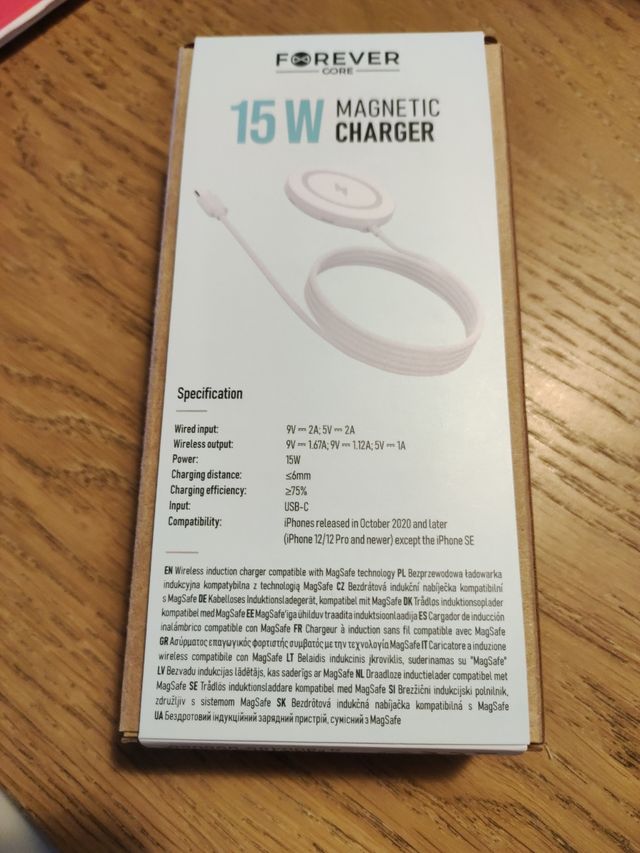 FOREVER
CORE
15 W MAGNETIC
CHARGER
Specification
Wired input: 9V ⎓ 2A; 5V ⎓ 2A
Wireless output: 9V ⎓ 1.67A; 9V ⎓ 1.12A; 5V ⎓ 1A
Power: 15W
Charging distance: ≤6mm
Charging efficiency: ≥75%
Input: USB-C
Compatibility: iPhones released in October 2020 and later
(iPhone 12/12 Pro and newer) except the iPhone SE
EN Wireless induction charger compatible with MagSafe technology PL Bezprzewodowa ładowarka
indukcyjna kompatybilna z technologią MagSafe CZ Bezdrátová indukční nabíječka kompatibilní
s MagSafe DE Kabelloses Induktionsladegerät, kompatibel mit MagSafe DK Trådløs induktionsoplader
kompatibel med MagSafe EE MagSafe'iga ühilduv traadita induktsioonlaadija ES Cargador de inducción
inalámbrico compatible con MagSafe FR Chargeur à induction sans fil compatible avec MagSafe
GR Ασύρματος επαγωγικός φορτιστής συμβατός με την τεχνολογία MagSafe IT Caricatore a induzione
wireless compatibile con MagSafe LT Belaidis indukcinis įkroviklis, suderinamas su "MagSafe"
LV Bezvadu indukcijas lādētājs, kas saderīgs ar MagSafe NL Draadloze inductielader compatibel met
MagSafe SE Trådlös induktionsladdare kompatibel med MagSafe SI Brezžični indukcijski polnilnik,
združljiv s sistemom MagSafe SK Bezdrôtová indukčná nabíjačka kompatibilná s MagSafe
UA Бездротовий індукційний зарядний пристрій, сумісний з MagSafe